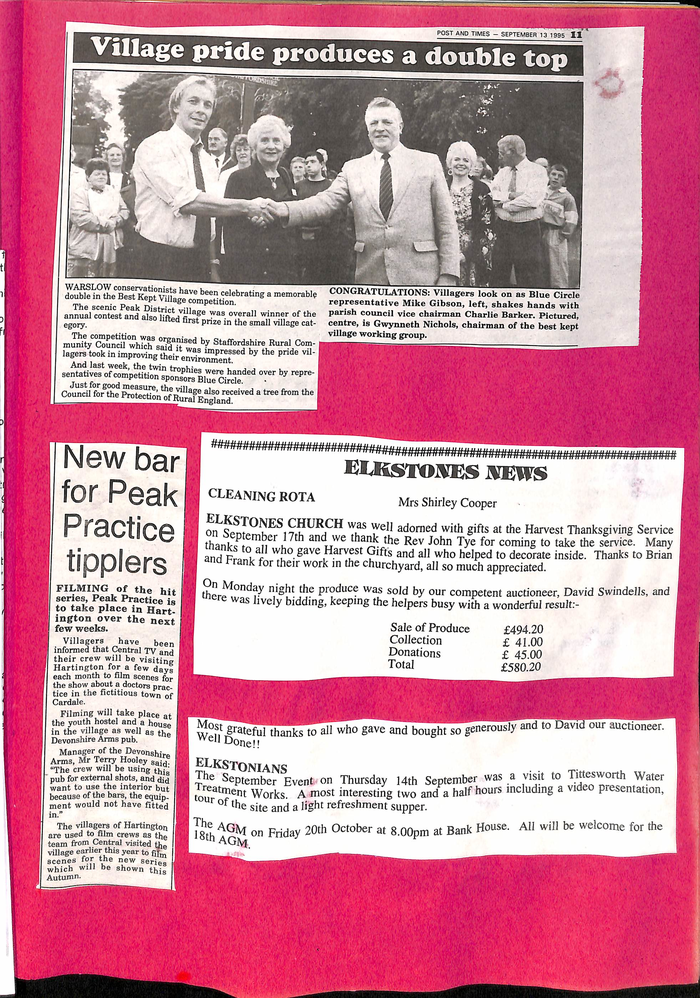 POST AND TIMES — SEPTEMBER 13 1995 11
Village pride produces a double top
WARSLOW conservationists have been celebrating a memorable
double in the Best Kept Village competition.
The scenic Peak District village was overall winner of the
annual contest and also lifted first prize in the small village cat-
egory.
The competition was organised by Staffordshire Rural Com-
munity Council which said it was impressed by the pride vil-
lagers took in improving their environment.
And last week, the twin trophies were handed over by repre-
sentatives of competition sponsors Blue Circle.
Just for good measure, the village also received a tree from the
Council for the Protection of Rural England.
CONGRATULATIONS: Villagers look on as Blue Circle
representative Mike Gibson, left, shakes hands with
parish council vice chairman Charlie Barker. Pictured,
centre, is Gwynneth Nichols, chairman of the best kept
village working group.
New bar
for Peak
Practice
tipplers
FILMING of the hit
series, Peak Practice is
to take place in Hart-
ington over the next
few weeks.
Villagers have been
informed that Central TV and
their crew will be visiting
Hartington for a few days
each month to film scenes for
the show about a doctors prac-
tice in the fictitious town of
Cardale.
Filming will take place at
the youth hostel and a house
in the village as well as the
Devonshire Arms pub.
Manager of the Devonshire
Arms, Mr Terry Hooley said:
"The crew will be using this
pub for external shots, and did
want to use the interior but
because of the bars, the equip-
ment would not have fitted
in."
The villagers of Hartington
are used to film crews as the
team from Central visited the
village earlier this year to film
scenes for the new series
which will be shown this
Autumn.
ELKSTONES NEWS
CLEANING ROTA Mrs Shirley Cooper
ELKSTONES CHURCH was well adorned with gifts at the Harvest Thanksgiving Service
on September 17th and we thank the Rev John Tye for coming to take the service. Many
thanks to all who gave Harvest Gifts and all who helped to decorate inside. Thanks to Brian
and Frank for their work in the churchyard, all so much appreciated.
On Monday night the produce was sold by our competent auctioneer, David Swindells, and
there was lively bidding, keeping the helpers busy with a wonderful result:-
Sale of Produce £494.20
Collection £ 41.00
Donations £ 45.00
Total £580.20
Most grateful thanks to all who gave and bought so generously and to David our auctioneer.
Well Done!!
ELKSTONIANS
The September Event on Thursday 14th September was a visit to Tittesworth Water
Treatment Works. A most interesting two and a half hours including a video presentation,
tour of the site and a light refreshment supper.
The AGM on Friday 20th October at 8.00pm at Bank House. All will be welcome for the
18th AGM.